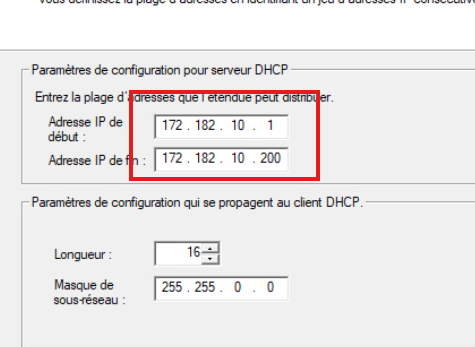 Vous définissez la plage d'adresses en identifiant un jeu d'adresses IP consécutive
Paramètres de configuration pour serveur DHCP
Entrez la plage d'adresses que l'étendue peut distribuer.
Adresse IP de début :
172 . 182 . 10 . 1
Adresse IP de fin :
172 . 182 . 10 . 200
Paramètres de configuration qui se propagent au client DHCP.
Longueur :
16
Masque de sous-réseau :
255 . 255 . 0 . 0